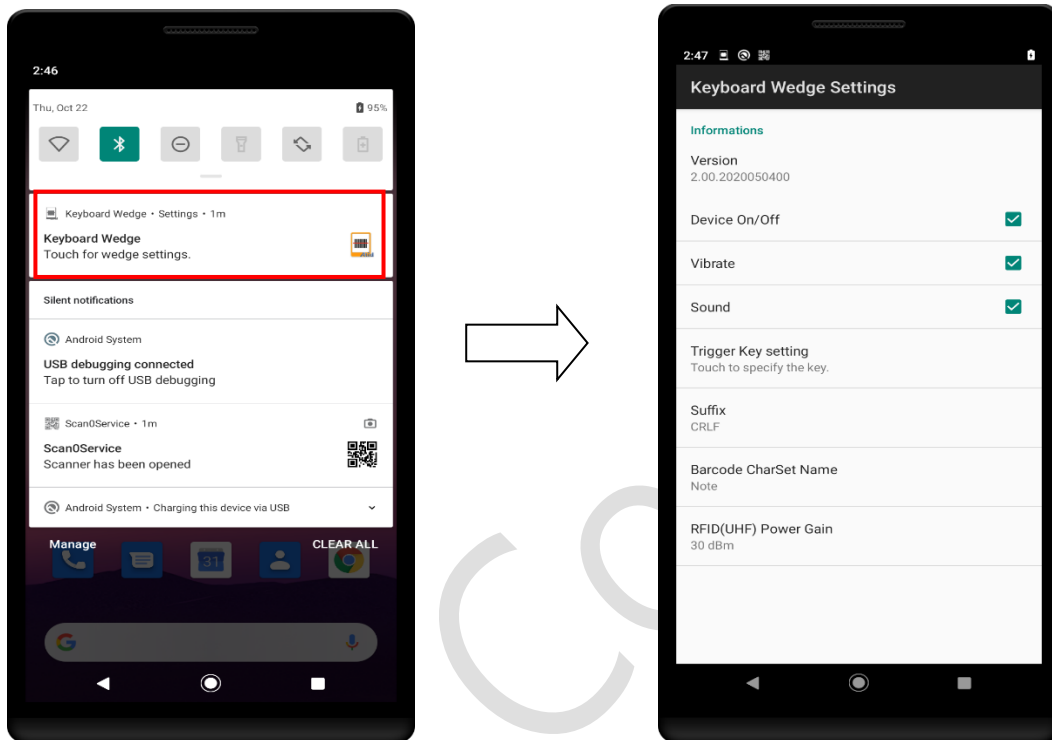 2:46
Thu, Oct 22
95%
Keyboard Wedge • Settings • 1m
Keyboard Wedge
Touch for wedge settings.
Silent notifications
Android System
USB debugging connected
Tap to turn off USB debugging
Scan0Service • 1m
Scan0Service
Scanner has been opened
Android System • Charging this device via USB
Manage
CLEAR ALL
31
G
2:47
Keyboard Wedge Settings
Informations
Version
2.00.2020050400
Device On/Off
Vibrate
Sound
Trigger Key setting
Touch to specify the key.
Suffix
CRLF
Barcode CharSet Name
Note
RFID(UHF) Power Gain
30 dBm